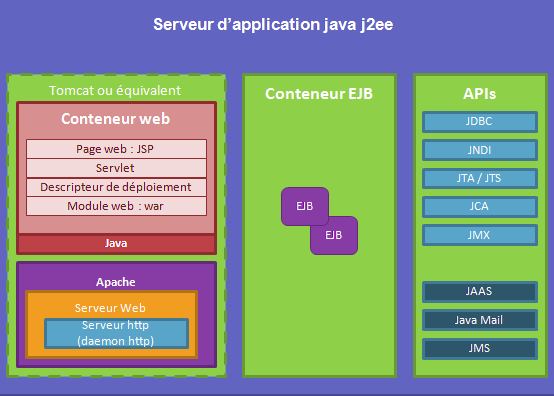 Serveur d'application java j2ee
Tomcat ou équivalent
Conteneur web
Page web : JSP
Servlet
Descripteur de déploiement
Module web : war
Java
Apache
Serveur Web
Serveur http
(daemon http)
Conteneur EJB
EJB
EJB
APIs
JDBC
JNDI
JTA / JTS
JCA
JMX
JAAS
Java Mail
JMS